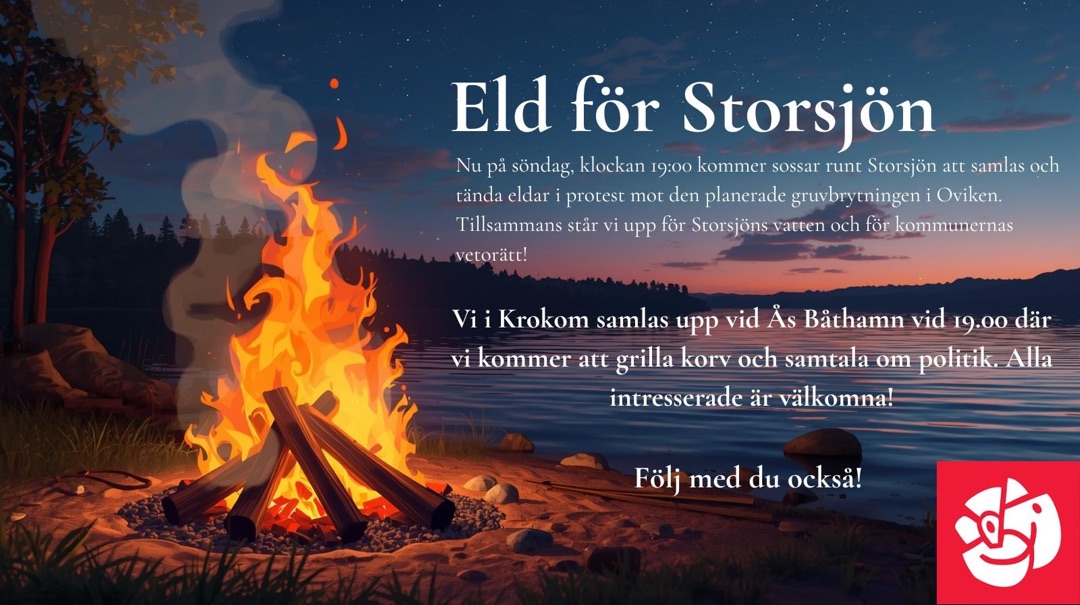 Eld för Storsjön
Nu på söndag, klockan 19:00 kommer sossar runt Storsjön att samlas och
tända eldar i protest mot den planerade gruvbrytningen i Oviken.
Tillsammans står vi upp för Storsjöns vatten och för kommunernas
vetorätt!
Vi i Krokom samlas upp vid Ås Båthamn vid 19.00 där
vi kommer att grilla korv och samtala om politik. Alla
intresserade är välkomna!
Följ med du också!